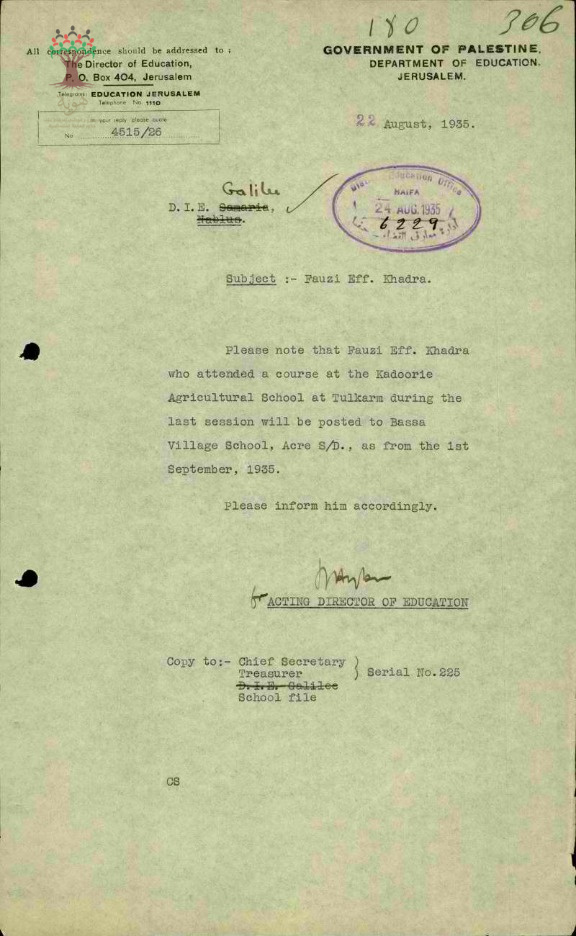 180 306
All correspondence should be addressed to :
The Director of Education,
P. O. Box 404, Jerusalem
Telegrams: EDUCATION JERUSALEM
Telephone No. 1110
In your reply please quote
No. 4515/26
GOVERNMENT OF PALESTINE.
DEPARTMENT OF EDUCATION.
JERUSALEM.
22 August, 1935.
Galilee
D.I.E. Samaria,
Nablus.
Education Office
HAIFA
24 AUG. 1935
6229
Subject :- Fauzi Eff. Khadra.
Please note that Fauzi Eff. Khadra
who attended a course at the Kadoorie
Agricultural School at Tulkarm during the
last session will be posted to Bassa
Village School, Acre S/D., as from the 1st
September, 1935.
Please inform him accordingly.
for ACTING DIRECTOR OF EDUCATION
Copy to:- Chief Secretary
Treasurer } Serial No.225
D.I.E. Galilee
School file
CS